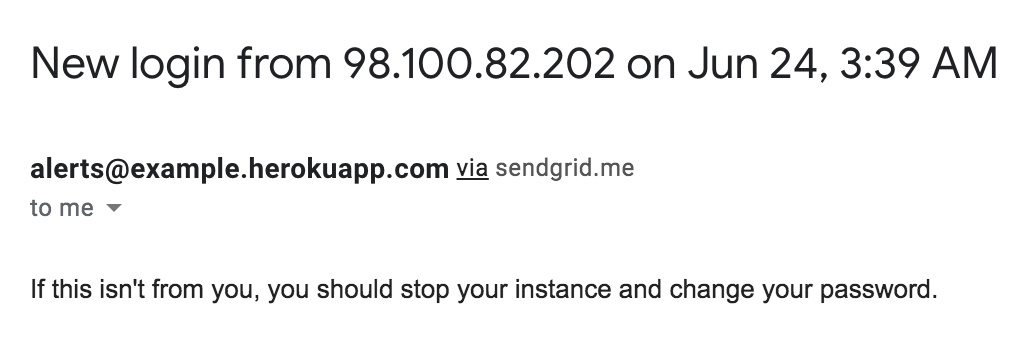 New login from 98.100.82.202 on Jun 24, 3:39 AM
alerts@example.herokuapp.com via sendgrid.me
to me
If this isn't from you, you should stop your instance and change your password.